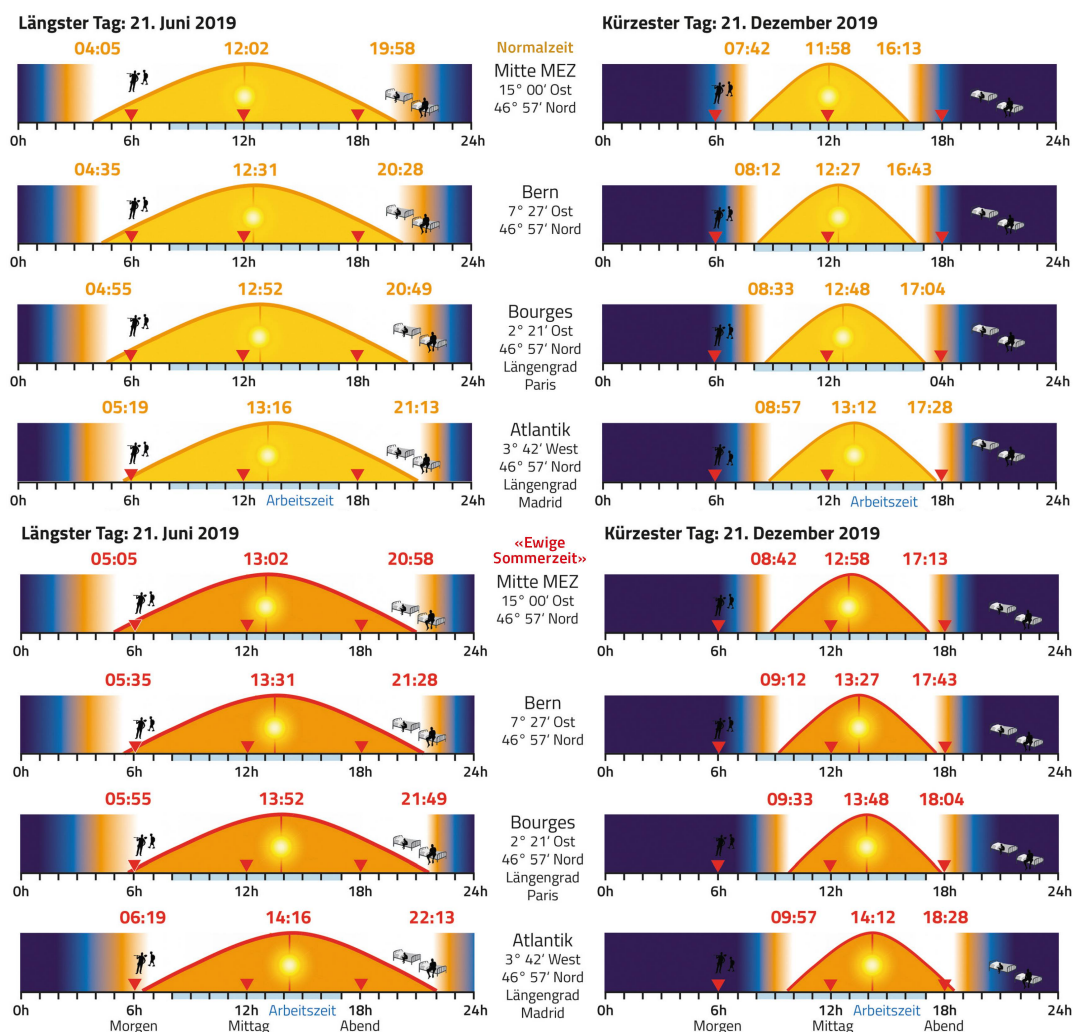 Längster Tag: 21. Juni 2019
04:05 12:02 19:58
0h 6h 12h 18h 24h
Normalzeit
Mitte MEZ
15° 00′ Ost
46° 57′ Nord
Kürzester Tag: 21. Dezember 2019
07:42 11:58 16:13
0h 6h 12h 18h 24h
04:35 12:31 20:28
0h 6h 12h 18h 24h
Bern
7° 27′ Ost
46° 57′ Nord
08:12 12:27 16:43
0h 6h 12h 18h 24h
04:55 12:52 20:49
0h 6h 12h 18h 24h
Bourges
2° 21′ Ost
46° 57′ Nord
Längengrad
Paris
08:33 12:48 17:04
0h 6h 12h 04h 24h
05:19 13:16 21:13
0h 6h 12h 18h 24h
Arbeitszeit
Atlantik
3° 42′ West
46° 57′ Nord
Längengrad
Madrid
08:57 13:12 17:28
0h 6h 12h 18h 24h
Arbeitszeit
Längster Tag: 21. Juni 2019
05:05 13:02 20:58
0h 6h 12h 18h 24h
«Ewige
Sommerzeit»
Mitte MEZ
15° 00′ Ost
46° 57′ Nord
Kürzester Tag: 21. Dezember 2019
08:42 12:58 17:13
0h 6h 12h 18h 24h
05:35 13:31 21:28
0h 6h 12h 18h 24h
Bern
7° 27′ Ost
46° 57′ Nord
09:12 13:27 17:43
0h 6h 12h 18h 24h
05:55 13:52 21:49
0h 6h 12h 18h 24h
Bourges
2° 21′ Ost
46° 57′ Nord
Längengrad
Paris
09:33 13:48 18:04
0h 6h 12h 18h 24h
06:19 14:16 22:13
0h 6h 12h 18h 24h
Arbeitszeit
Morgen Mittag Abend
Atlantik
3° 42′ West
46° 57′ Nord
Längengrad
Madrid
09:57 14:12 18:28
0h 6h 12h 18h 24h
Arbeitszeit
Morgen Mittag Abend